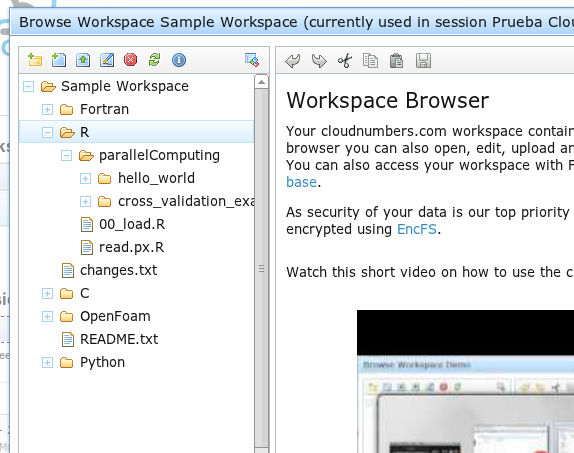 Browse Workspace Sample Workspace (currently used in session Prueba Clou
Sample Workspace
Fortran
R
parallelComputing
hello_world
cross_validation_exa
00_load.R
read.px.R
changes.txt
C
OpenFoam
README.txt
Python
Workspace Browser
Your cloudnumbers.com workspace contain
browser you can also open, edit, upload an
You can also access your workspace with F
base.
As security of your data is our top priority
encrypted using EncFS.
Watch this short video on how to use the c
Browse Workspace Items